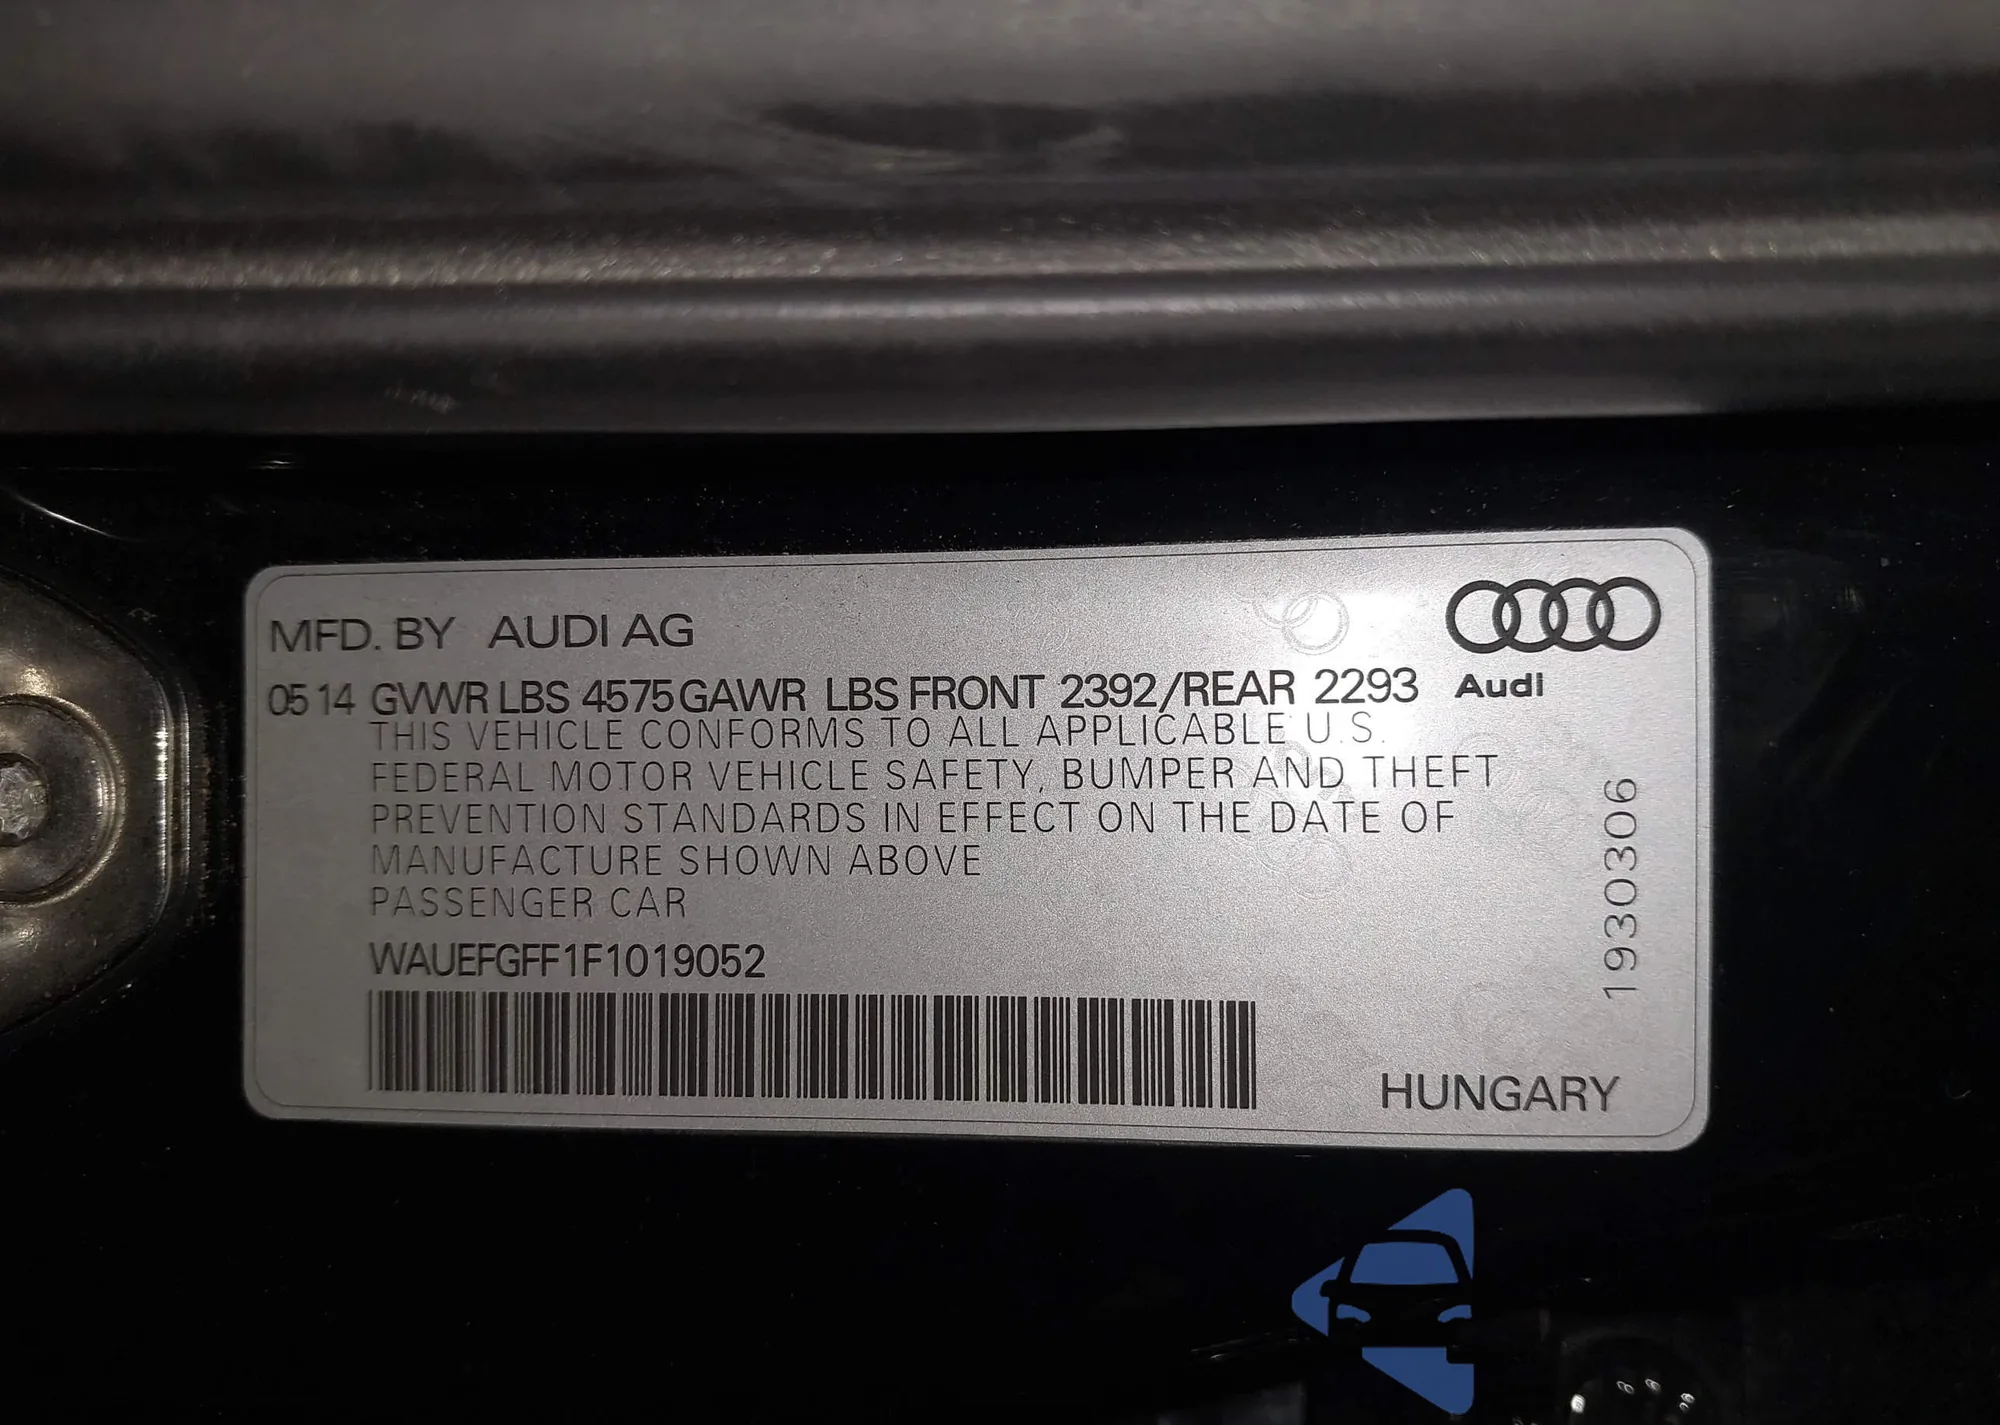 MFD. BY AUDI AG
05 14 GVWR LBS 4575 GAWR LBS FRONT 2392/REAR 2293
Audi
THIS VEHICLE CONFORMS TO ALL APPLICABLE U.S.
FEDERAL MOTOR VEHICLE SAFETY, BUMPER AND THEFT
PREVENTION STANDARDS IN EFFECT ON THE DATE OF
MANUFACTURE SHOWN ABOVE
PASSENGER CAR
WAUEFGFF1F1019052
1930306
HUNGARY